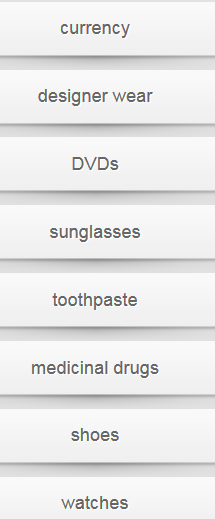 currency
designer wear
DVDs
sunglasses
toothpaste
medicinal drugs
shoes
watches